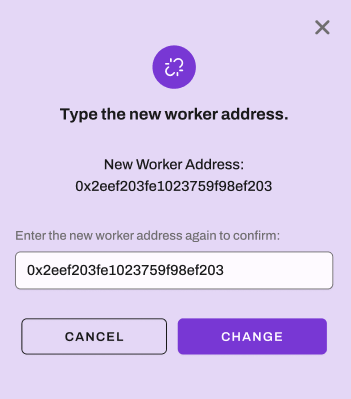 Type the new worker address.
New Worker Address:
0x2eef203fe1023759f98ef203
Enter the new worker address again to confirm:
0x2eef203fe1023759f98ef203
CANCEL
CHANGE